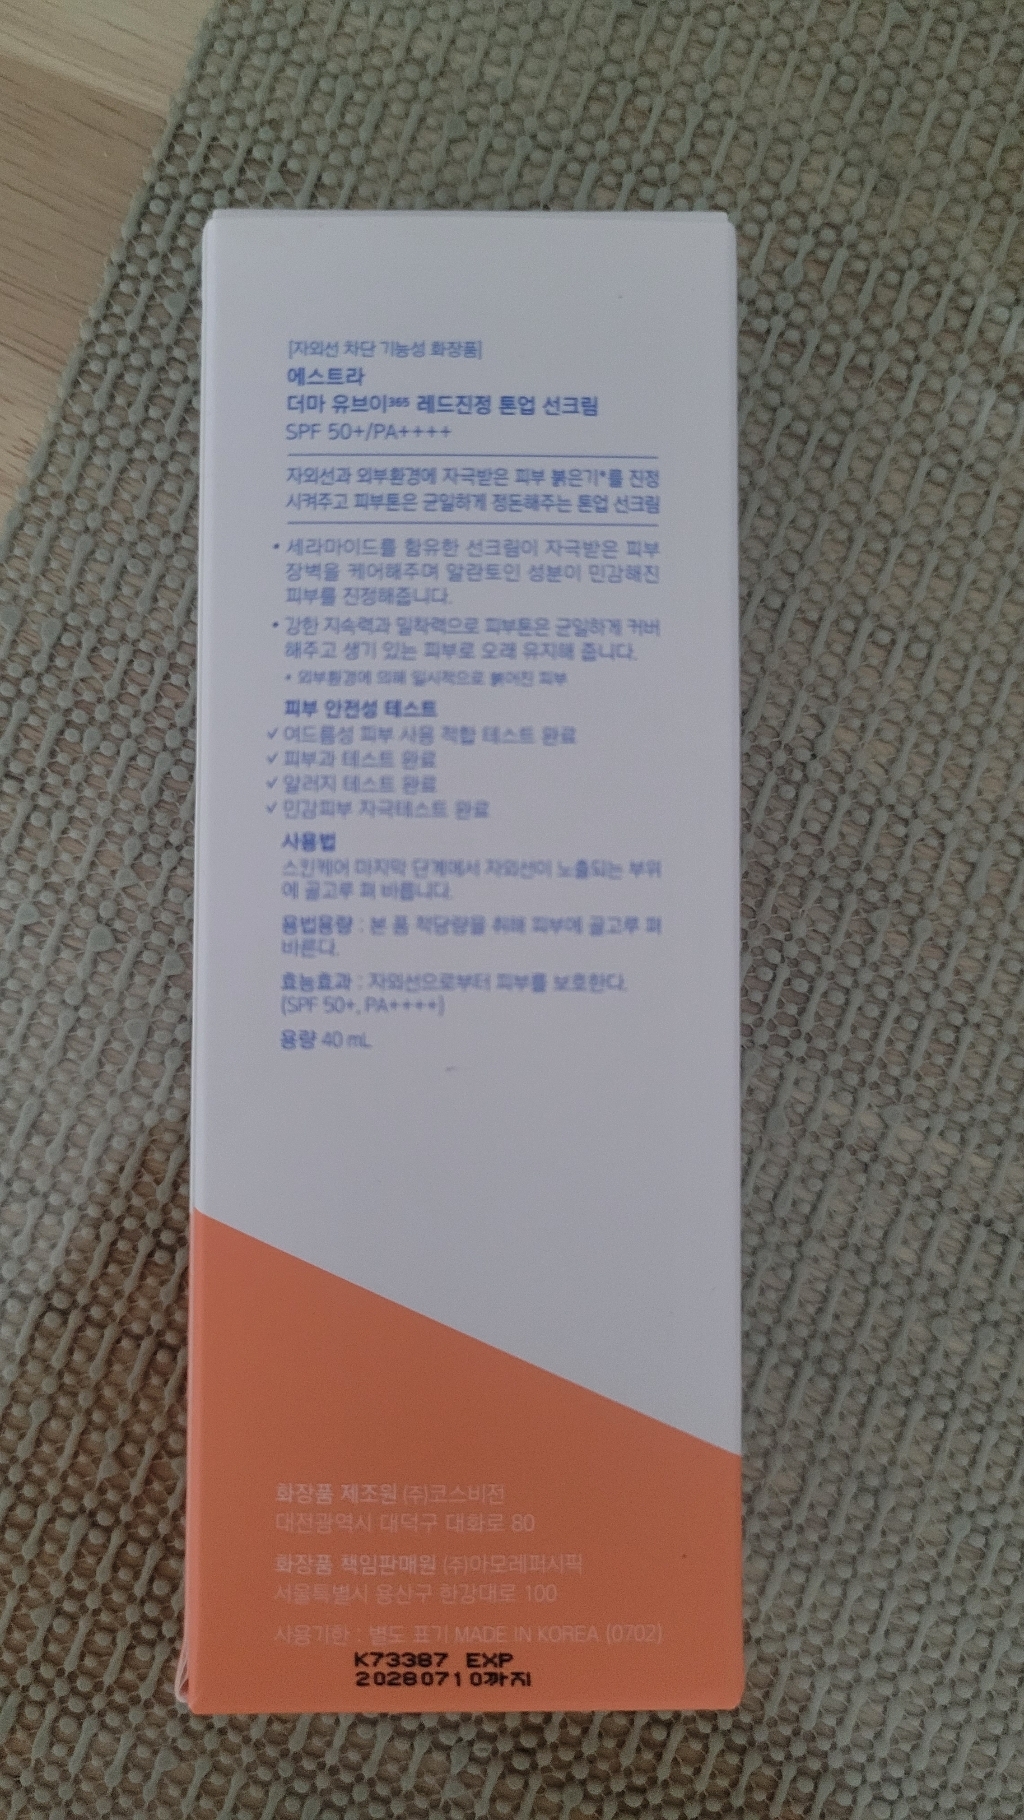 [자외선 차단 기능성 화장품]
에스트라
더마 유브이³⁶⁵ 레드진정 톤업 선크림
SPF 50+/PA++++
자외선과 외부환경에 자극받은 피부 붉은기*를 진정
시켜주고 피부톤은 균일하게 정돈해주는 톤업 선크림
• 세라마이드를 함유한 선크림이 자극받은 피부
장벽을 케어해주며 알란토인 성분이 민감해진
피부를 진정해줍니다.
• 강한 지속력과 밀착력으로 피부톤은 균일하게 커버
해주고 생기 있는 피부로 오래 유지해 줍니다.
* 외부환경에 의해 일시적으로 붉어진 피부
피부 안전성 테스트
✓ 여드름성 피부 사용 적합 테스트 완료
✓ 피부과 테스트 완료
✓ 알러지 테스트 완료
✓ 민감피부 자극테스트 완료
사용법
스킨케어 마지막 단계에서 자외선이 노출되는 부위
에 골고루 펴 바릅니다.
용법용량 : 본 품 적당량을 취해 피부에 골고루 펴
바른다.
효능효과 : 자외선으로부터 피부를 보호한다.
(SPF 50+, PA++++)
용량 40 mL
화장품 제조원 (주)코스비전
대전광역시 대덕구 대화로 80
화장품 책임판매원 (주)아모레퍼시픽
서울특별시 용산구 한강대로 100
사용기한 : 별도 표기 MADE IN KOREA (0702)
K73387 EXP
20280710까지